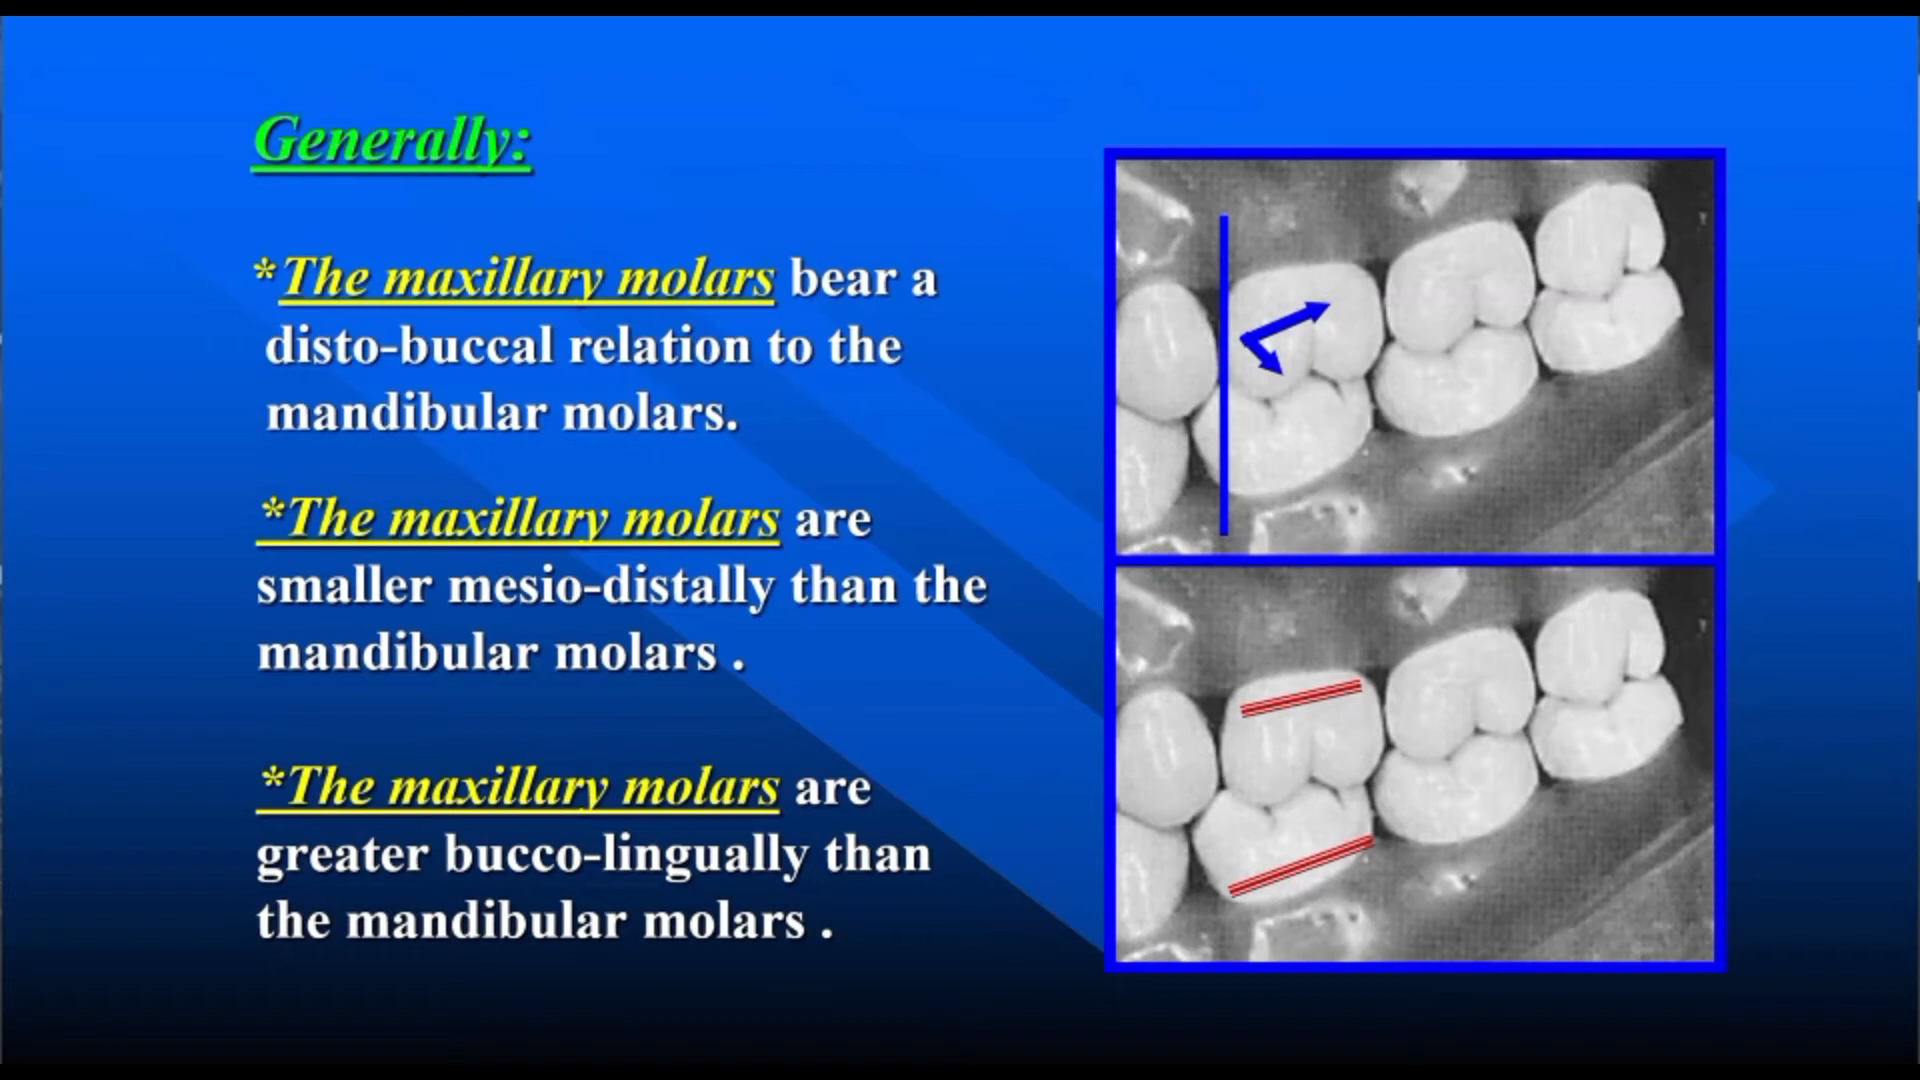 Generally:
*The maxillary molars bear a
disto-buccal relation to the
mandibular molars.
*The maxillary molars are
smaller mesio-distally than the
mandibular molars .
*The maxillary molars are
greater bucco-lingually than
the mandibular molars .